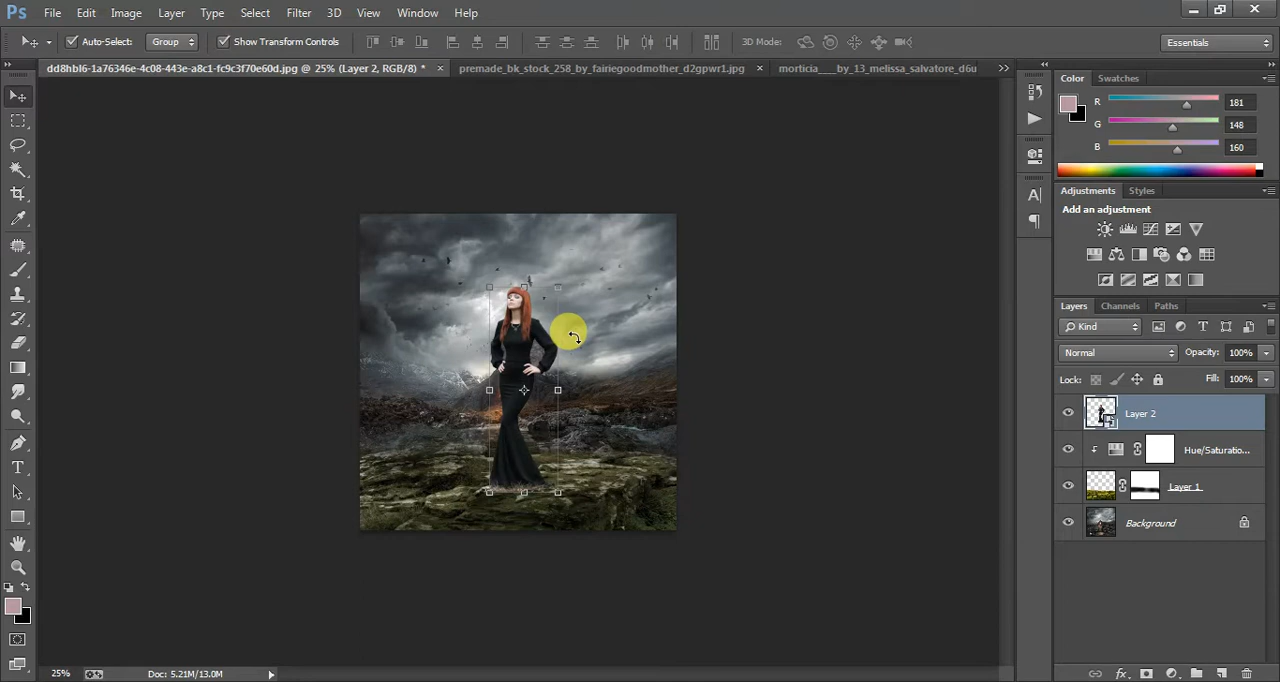 Ps File Edit Image Layer Type Select Filter 3D View Window Help
Auto-Select: Group Show Transform Controls 3D Mode: Essentials
dd8hbl6-1a76346e-4c08-443e-a8c1-fc9c3f70e60d.jpg @ 25% (Layer 2, RGB/8) * × premade_bk_stock_258_by_fairiegoodmother_d2gpwr1.jpg × morticia____by_13_melissa_salvatore_d6u
Color Swatches
R 181
G 148
B 160
Adjustments Styles
Add an adjustment
Layers Channels Paths
Kind
Normal Opacity: 100%
Lock: Fill: 100%
Layer 2
Hue/Saturatio...
Layer 1
Background
25% Doc: 5.21M/13.0M